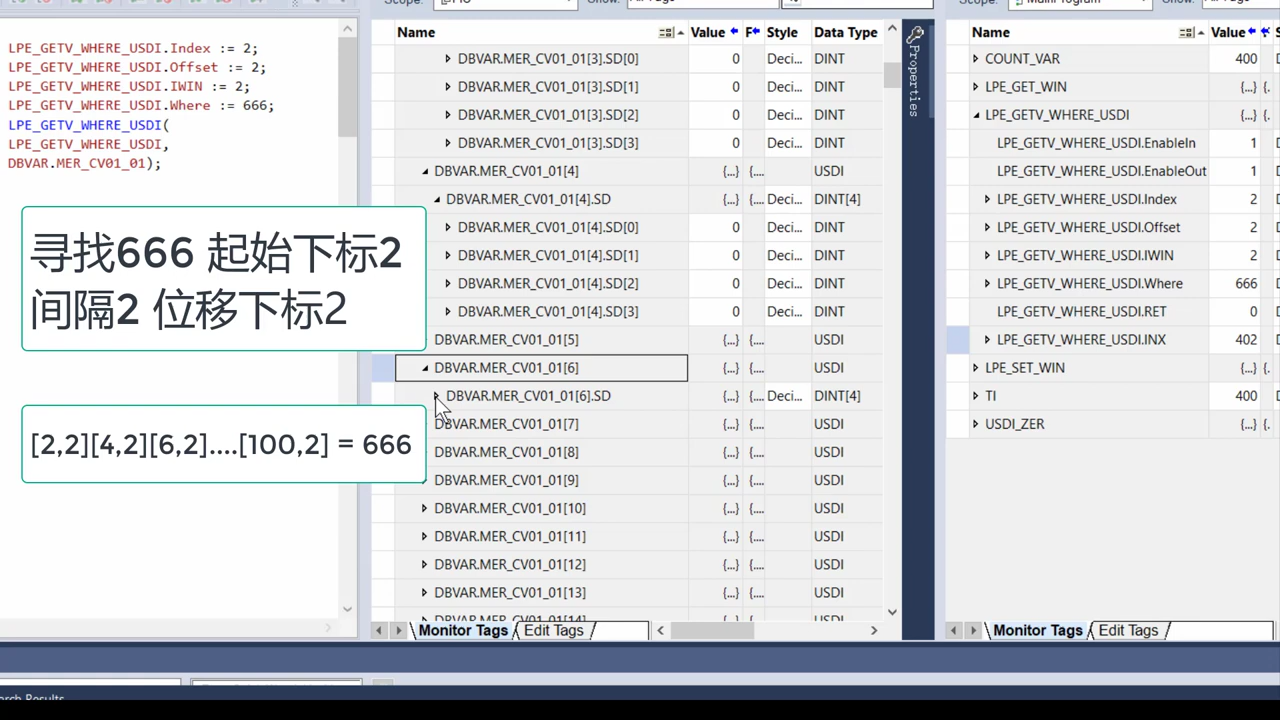 Scope:
Show:
Scope:
MainProgram
Show:
LPE_GETV_WHERE_USDI.Index := 2;
LPE_GETV_WHERE_USDI.Offset := 2;
LPE_GETV_WHERE_USDI.IWIN := 2;
LPE_GETV_WHERE_USDI.Where := 666;
LPE_GETV_WHERE_USDI(
LPE_GETV_WHERE_USDI,
DBVAR.MER_CV01_01);
寻找666 起始下标2
间隔2 位移下标2
[2,2][4,2][6,2]....[100,2] = 666
Name Value F Style Data Type
DBVAR.MER_CV01_01[3].SD[0] 0 Deci... DINT
DBVAR.MER_CV01_01[3].SD[1] 0 Deci... DINT
DBVAR.MER_CV01_01[3].SD[2] 0 Deci... DINT
DBVAR.MER_CV01_01[3].SD[3] 0 Deci... DINT
DBVAR.MER_CV01_01[4] {...} {.... USDI
DBVAR.MER_CV01_01[4].SD {...} {.... Deci... DINT[4]
DBVAR.MER_CV01_01[4].SD[0] 0 Deci... DINT
DBVAR.MER_CV01_01[4].SD[1] 0 Deci... DINT
DBVAR.MER_CV01_01[4].SD[2] 0 Deci... DINT
DBVAR.MER_CV01_01[4].SD[3] 0 Deci... DINT
DBVAR.MER_CV01_01[5] {...} {.... USDI
DBVAR.MER_CV01_01[6] {...} {.... USDI
DBVAR.MER_CV01_01[6].SD {...} {.... Deci... DINT[4]
DBVAR.MER_CV01_01[7] {...} {.... USDI
DBVAR.MER_CV01_01[8] {...} {.... USDI
DBVAR.MER_CV01_01[9] {...} {.... USDI
DBVAR.MER_CV01_01[10] {...} {.... USDI
DBVAR.MER_CV01_01[11] {...} {.... USDI
DBVAR.MER_CV01_01[12] {...} {.... USDI
DBVAR.MER_CV01_01[13] {...} {.... USDI
DBVAR.MER_CV01_01[14] {...} {.... USDI
Monitor Tags Edit Tags
Properties
Name Value
COUNT_VAR 400
LPE_GET_WIN {...} {.
LPE_GETV_WHERE_USDI {...} {.
LPE_GETV_WHERE_USDI.EnableIn 1
LPE_GETV_WHERE_USDI.EnableOut 1
LPE_GETV_WHERE_USDI.Index 2
LPE_GETV_WHERE_USDI.Offset 2
LPE_GETV_WHERE_USDI.IWIN 2
LPE_GETV_WHERE_USDI.Where 666
LPE_GETV_WHERE_USDI.RET 0
LPE_GETV_WHERE_USDI.INX 402
LPE_SET_WIN {...} {.
TI 400
USDI_ZER {...} {.
Monitor Tags Edit Tags
arch Results